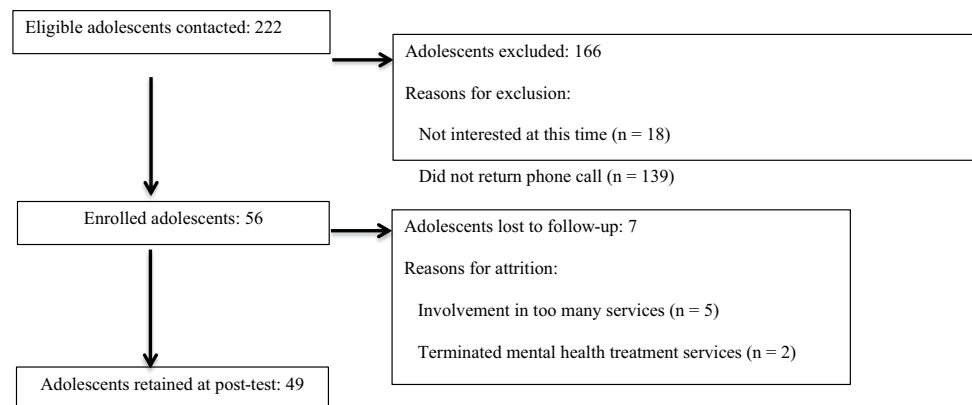 Eligible adolescents contacted: 222
Adolescents excluded: 166
Reasons for exclusion:
Not interested at this time (n = 18)
Did not return phone call (n = 139)
Enrolled adolescents: 56
Adolescents lost to follow-up: 7
Reasons for attrition:
Involvement in too many services (n = 5)
Terminated mental health treatment services (n = 2)
Adolescents retained at post-test: 49